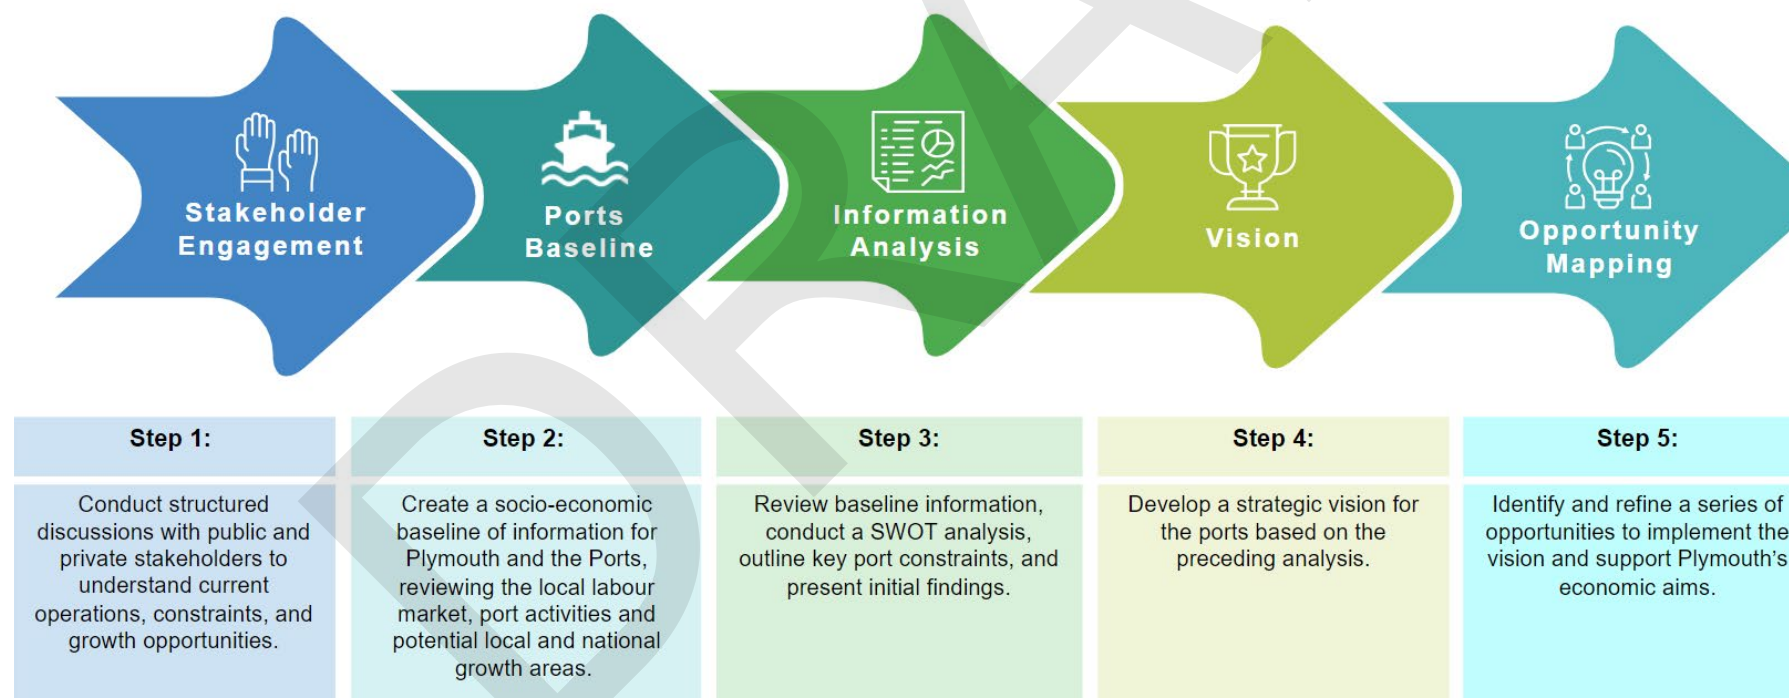 Stakeholder
Engagement
Ports
Baseline
Information
Analysis
Vision
Opportunity
Mapping
Step 1:
Conduct structured
discussions with public and
private stakeholders to
understand current
operations, constraints, and
growth opportunities.
Step 2:
Create a socio-economic
baseline of information for
Plymouth and the Ports,
reviewing the local labour
market, port activities and
potential local and national
growth areas.
Step 3:
Review baseline information,
conduct a SWOT analysis,
outline key port constraints, and
present initial findings.
Step 4:
Develop a strategic vision for
the ports based on the
preceding analysis.
Step 5:
Identify and refine a series of
opportunities to implement the
vision and support Plymouth's
economic aims.